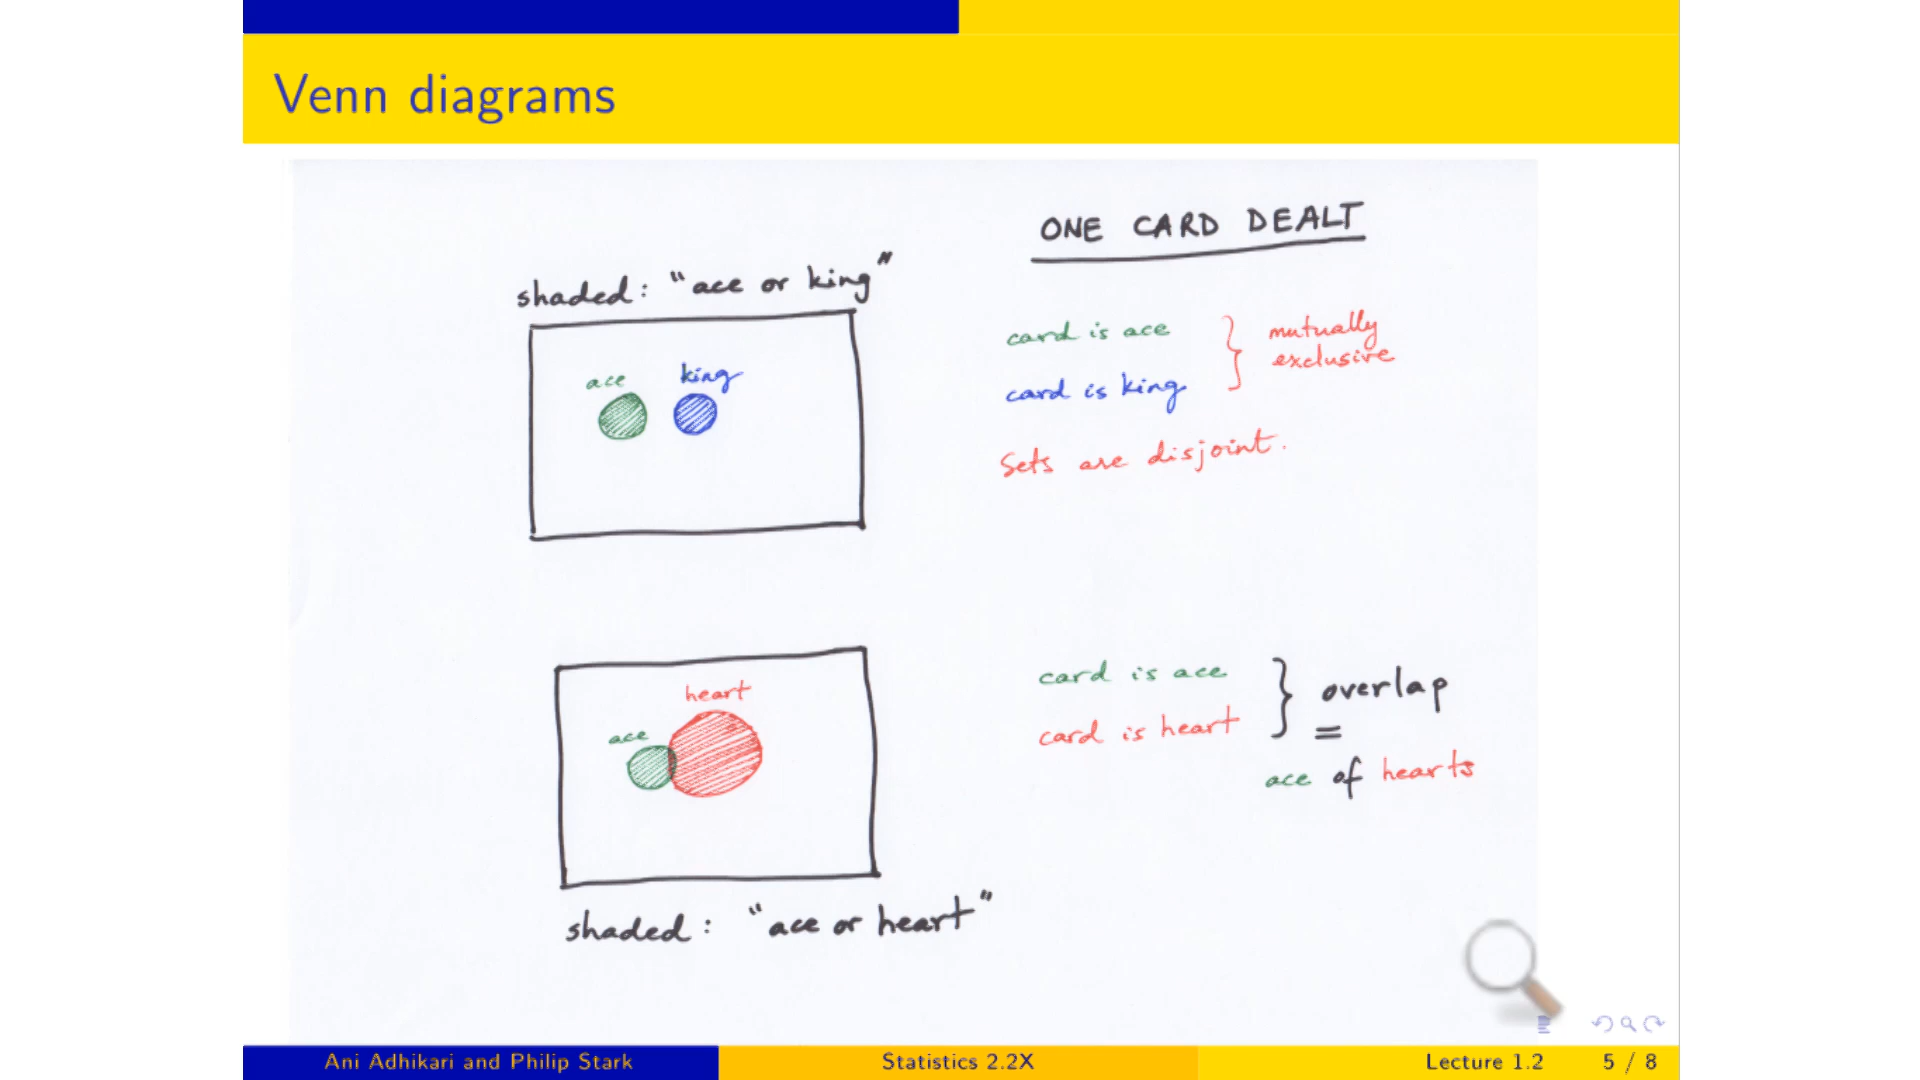 Venn diagrams
ONE CARD DEALT
shaded: "ace or king"
ace
king
card is ace
card is king
mutually
exclusive
Sets are disjoint.
heart
ace
card is ace
card is heart
overlap
=
ace of hearts
shaded: "ace or heart"
Ani Adhikari and Philip Stark
Statistics 2.2X
Lecture 1.2
5 / 8